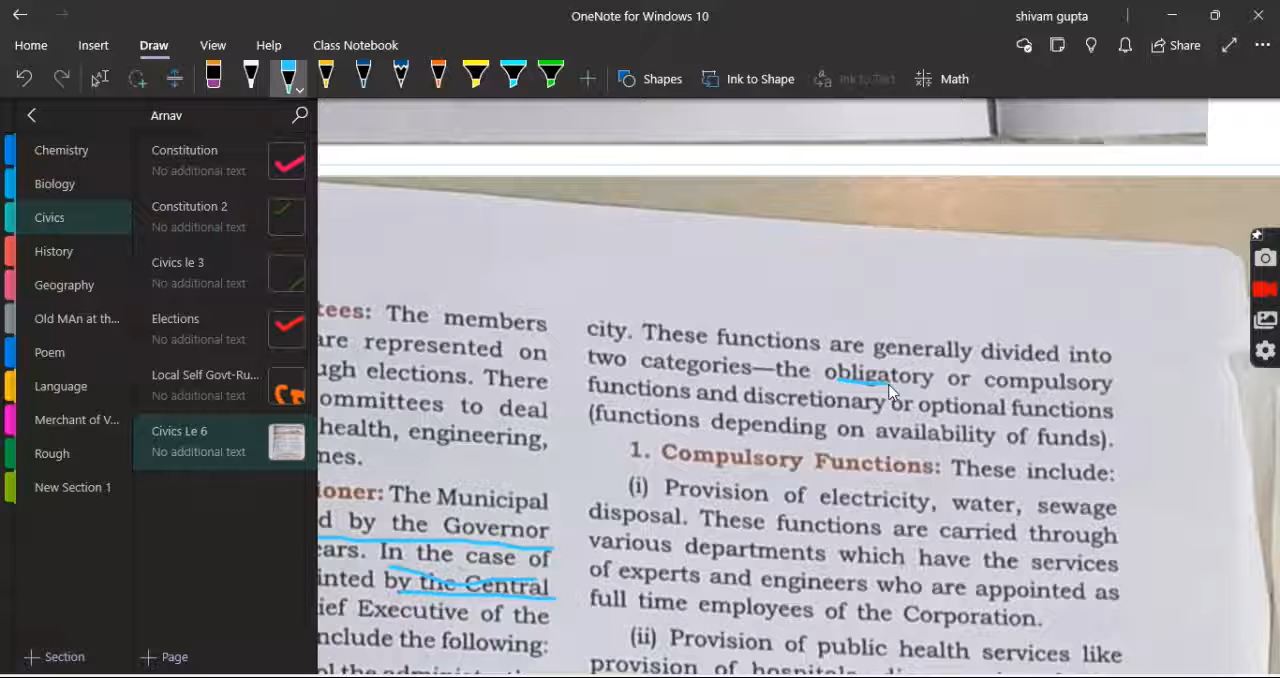 OneNote for Windows 10
shivam gupta
Home Insert Draw View Help Class Notebook
Share
Shapes
Ink to Shape
Ink to Text
Math
Arnav
Chemistry
Biology
Civics
History
Geography
Old MAn at th...
Poem
Language
Merchant of V...
Rough
New Section 1
Section
Constitution
No additional text
Constitution 2
No additional text
Civics le 3
No additional text
Elections
No additional text
Local Self Govt-Ru...
No additional text
Civics Le 6
No additional text
Page
tees: The members
are represented on
ugh elections. There
ommittees to deal
health, engineering,
nes.
ioner: The Municipal
d by the Governor
ears. In the case of
inted by the Central
ief Executive of the
nclude the following:
city. These functions are generally divided into
two categories—the obligatory or compulsory
functions and discretionary or optional functions
(functions depending on availability of funds).
1. Compulsory Functions: These include:
(i) Provision of electricity, water, sewage
disposal. These functions are carried through
various departments which have the services
of experts and engineers who are appointed as
full time employees of the Corporation.
(ii) Provision of public health services like
provision of